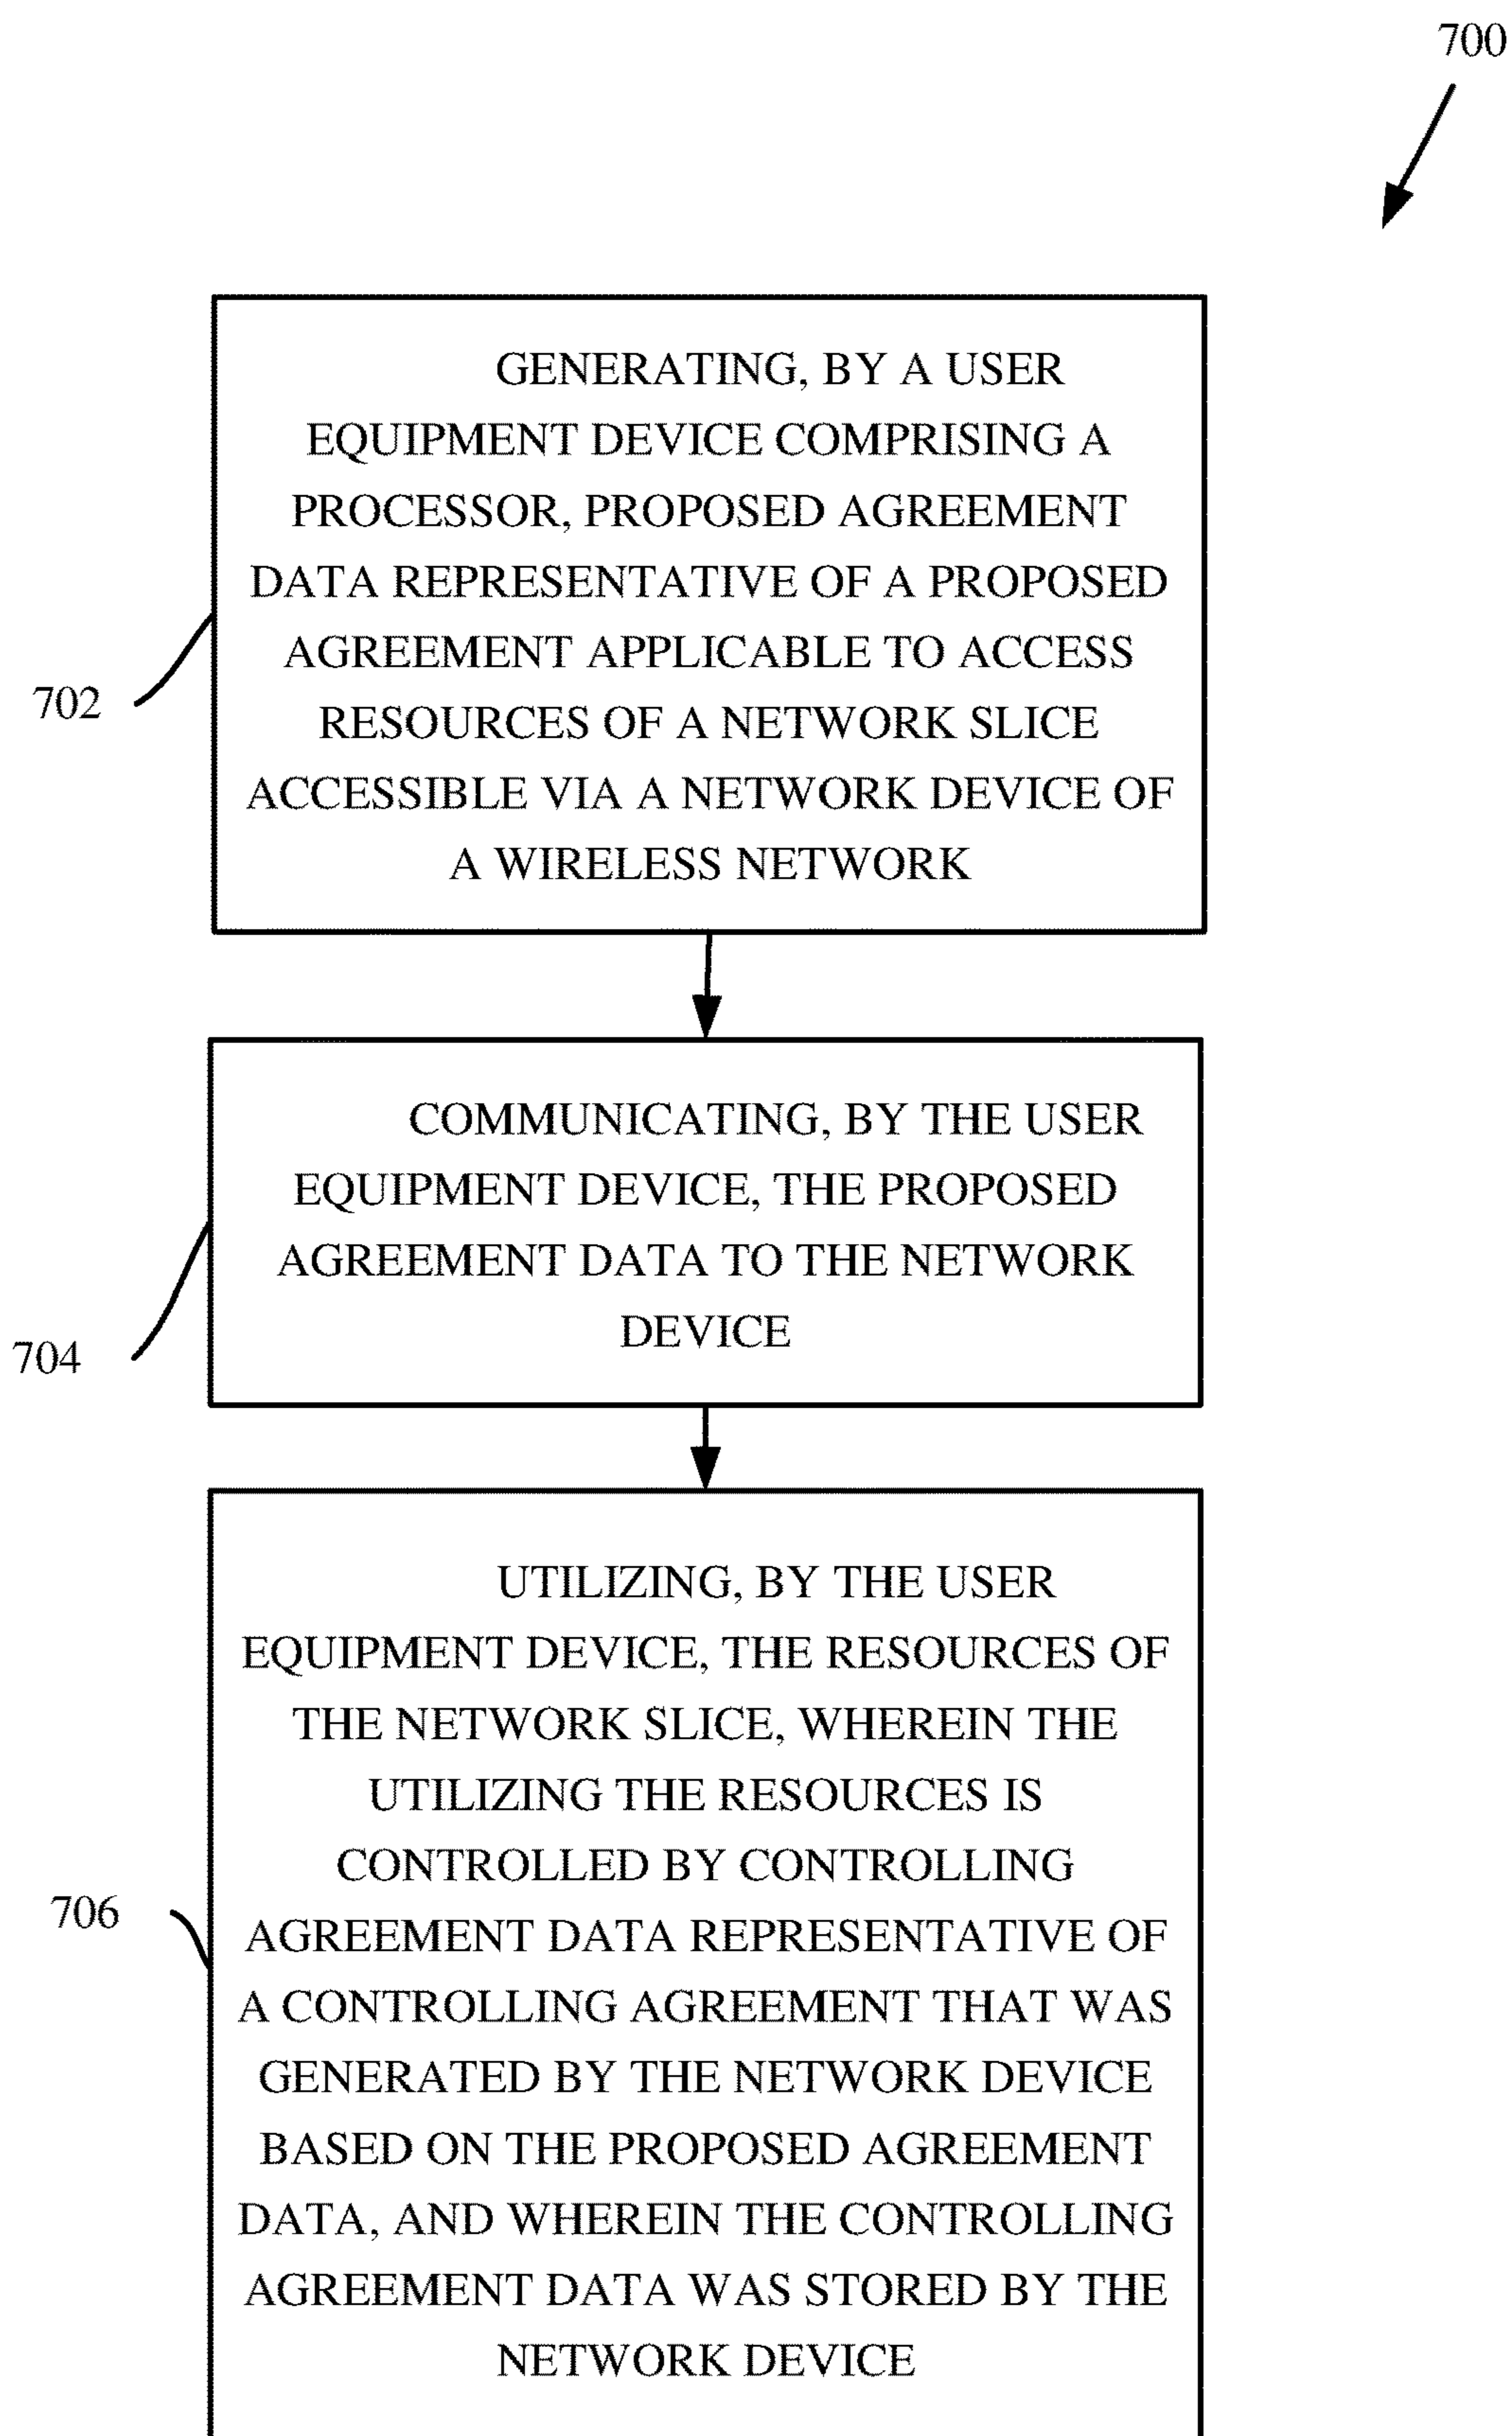 700
GENERATING, BY A USER
EQUIPMENT DEVICE COMPRISING A
PROCESSOR, PROPOSED AGREEMENT
DATA REPRESENTATIVE OF A PROPOSED
AGREEMENT APPLICABLE TO ACCESS
RESOURCES OF A NETWORK SLICE
ACCESSIBLE VIA A NETWORK DEVICE OF
A WIRELESS NETWORK
702
COMMUNICATING, BY THE USER
EQUIPMENT DEVICE, THE PROPOSED
AGREEMENT DATA TO THE NETWORK
DEVICE
704
UTILIZING, BY THE USER
EQUIPMENT DEVICE, THE RESOURCES OF
THE NETWORK SLICE, WHEREIN THE
UTILIZING THE RESOURCES IS
CONTROLLED BY CONTROLLING
AGREEMENT DATA REPRESENTATIVE OF
A CONTROLLING AGREEMENT THAT WAS
GENERATED BY THE NETWORK DEVICE
BASED ON THE PROPOSED AGREEMENT
DATA, AND WHEREIN THE CONTROLLING
AGREEMENT DATA WAS STORED BY THE
NETWORK DEVICE
706